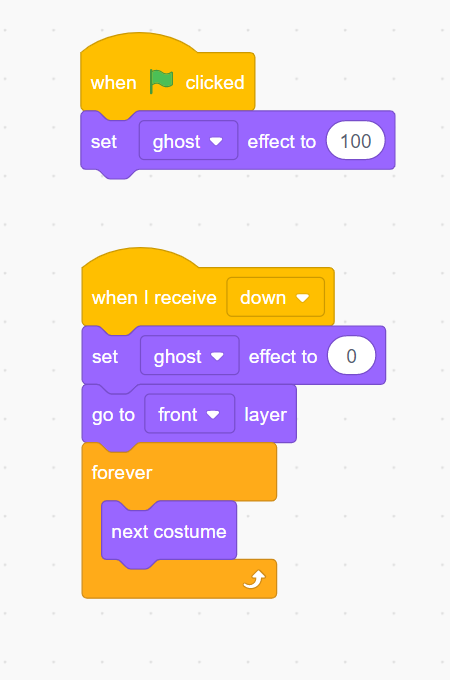 when clicked
set ghost effect to 100
when I receive down
set ghost effect to 0
go to front layer
forever
next costume